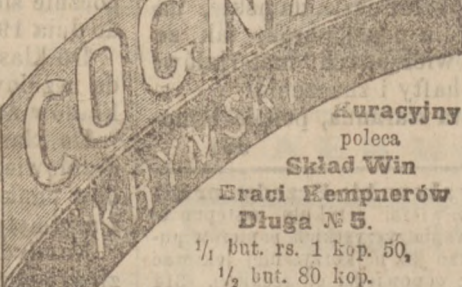 COGN
KRYMSKI
Kuracyjny
poleca
Skład Win
Braci Kempnerów
Długa № 5.
1/1 but. rs. 1 kop. 50,
1/2 but. 80 kop.